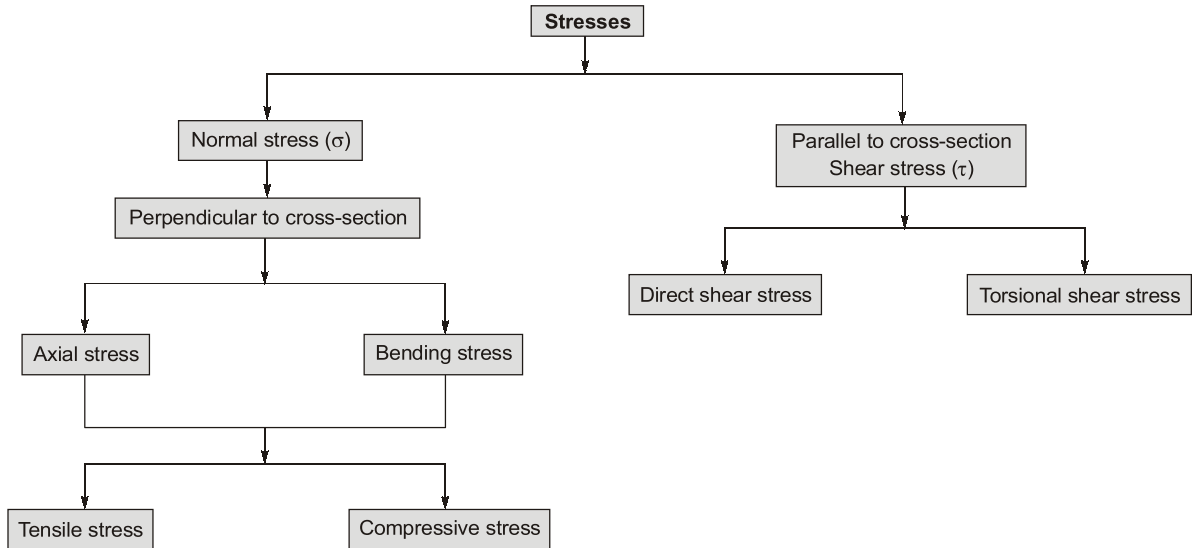 Stresses
Normal stress (σ)
Parallel to cross-section
Shear stress (τ)
Perpendicular to cross-section
Direct shear stress
Torsional shear stress
Axial stress
Bending stress
Tensile stress
Compressive stress